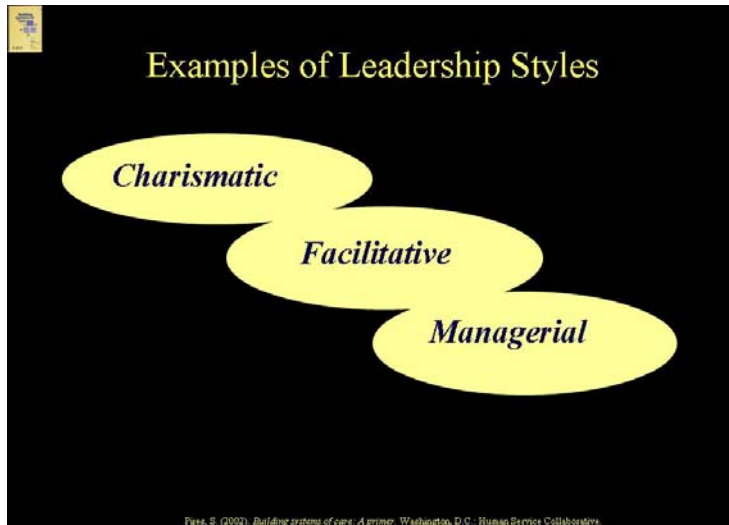 Examples of Leadership Styles
Charismatic
Facilitative
Managerial
Pires, S. (2002). Building systems of care: A primer. Washington, D.C.: Human Service Collaborative.